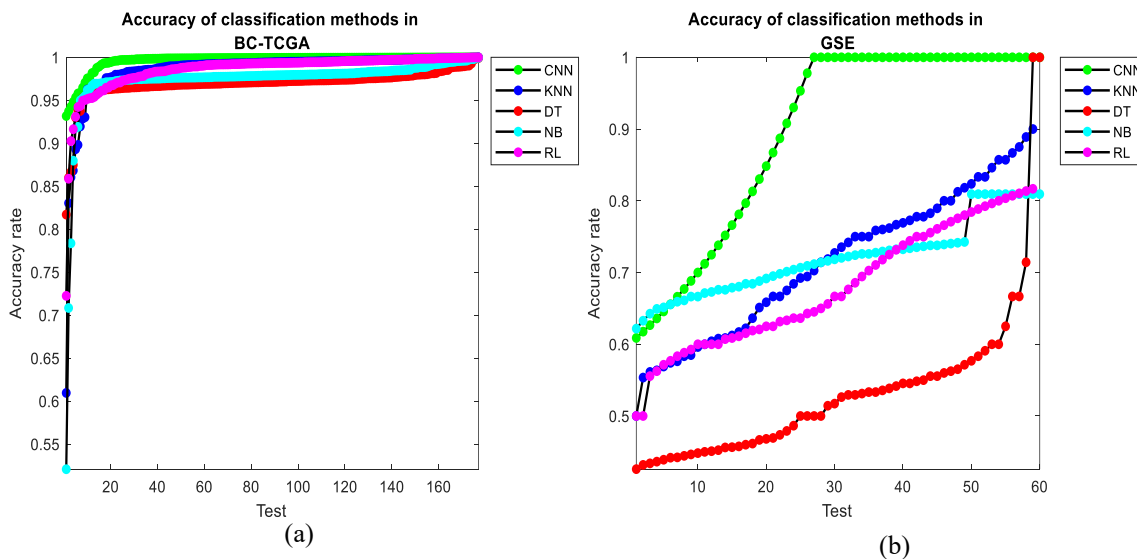 Accuracy of classification methods in
BC-TCGA
1
0.95
0.9
0.85
0.8
0.75
0.7
0.65
0.6
0.55
Accuracy rate
20
40
60
80
100
120
140
160
Test
CNN
KNN
DT
NB
RL
(a)
Accuracy of classification methods in
GSE
1
0.9
0.8
0.7
0.6
0.5
Accuracy rate
10
20
30
40
50
60
Test
CNN
KNN
DT
NB
RL
(b)